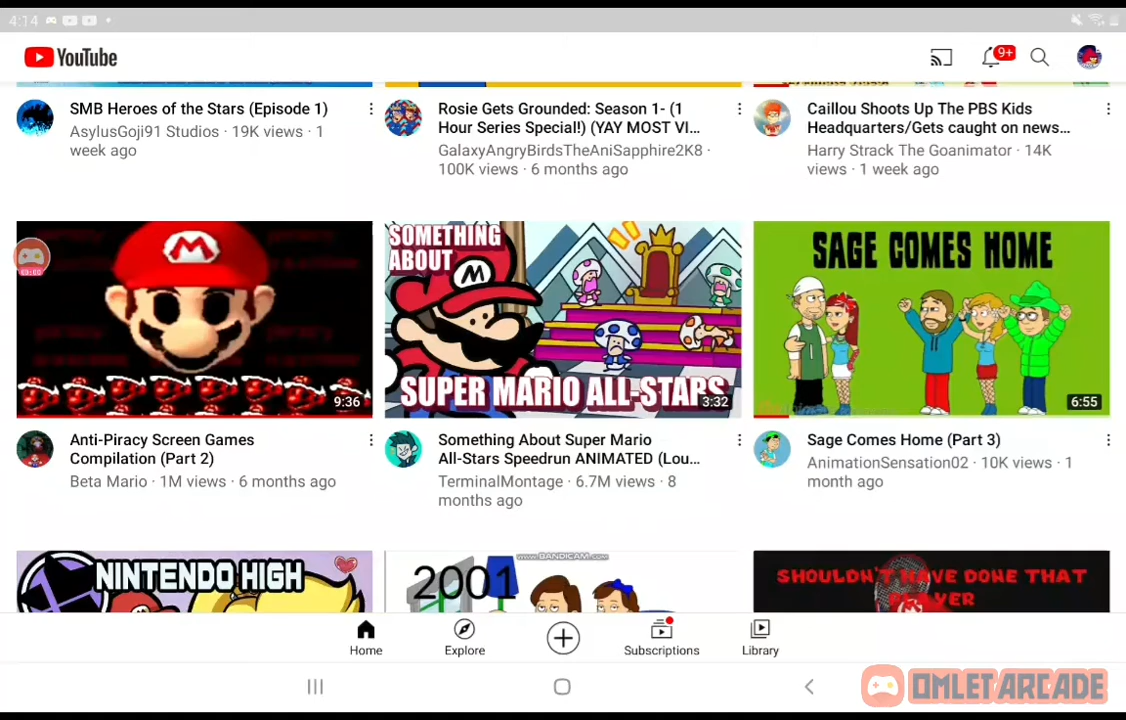 4:14
YouTube
9+
SMB Heroes of the Stars (Episode 1)
AsylusGoji91 Studios · 19K views · 1
week ago
Rosie Gets Grounded: Season 1- (1
Hour Series Special!) (YAY MOST VI...
GalaxyAngryBirdsTheAniSapphire2K8 ·
100K views · 6 months ago
Caillou Shoots Up The PBS Kids
Headquarters/Gets caught on news...
Harry Strack The Goanimator · 14K
views · 1 week ago
9:36
SOMETHING
ABOUT
SUPER MARIO ALL-STARS
3:32
SAGE COMES HOME
6:55
Anti-Piracy Screen Games
Compilation (Part 2)
Beta Mario · 1M views · 6 months ago
Something About Super Mario
All-Stars Speedrun ANIMATED (Lou...
TerminalMontage · 6.7M views · 8
months ago
Sage Comes Home (Part 3)
AnimationSensation02 · 10K views · 1
month ago
NINTENDO HIGH
www.BANDICAM.com
2001
SHOULDN'T HAVE DONE THAT
Home
Explore
Subscriptions
Library
OMLET ARCADE